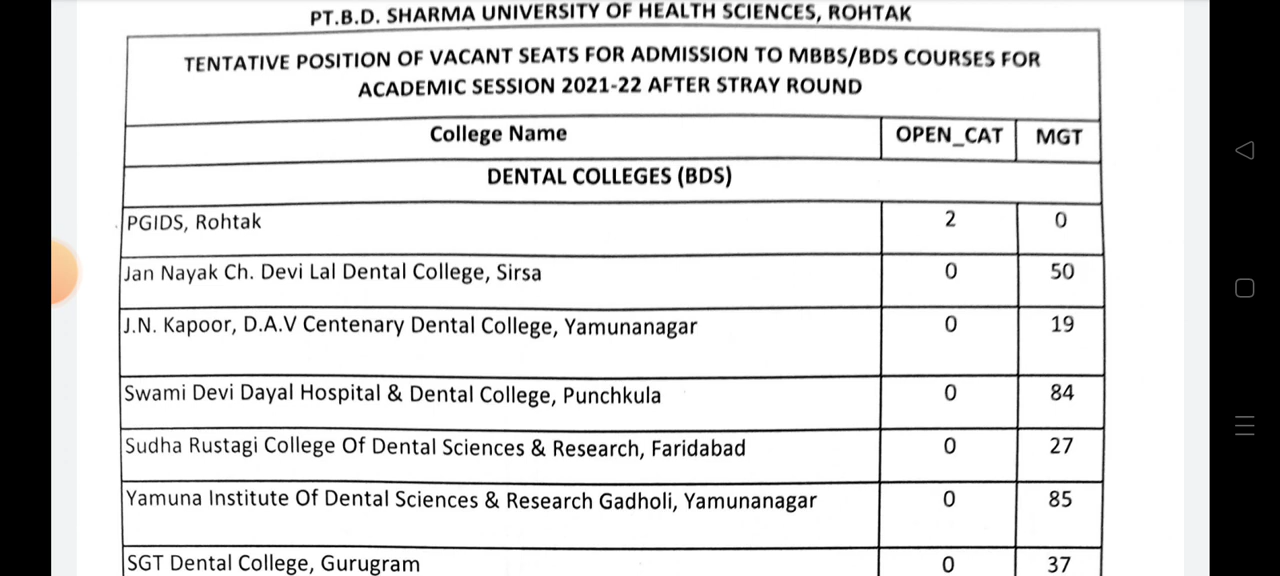 PT.B.D. SHARMA UNIVERSITY OF HEALTH SCIENCES, ROHTAK
TENTATIVE POSITION OF VACANT SEATS FOR ADMISSION TO MBBS/BDS COURSES FOR
ACADEMIC SESSION 2021-22 AFTER STRAY ROUND
College Name OPEN_CAT MGT
DENTAL COLLEGES (BDS)
PGIDS, Rohtak 2 0
Jan Nayak Ch. Devi Lal Dental College, Sirsa 0 50
J.N. Kapoor, D.A.V Centenary Dental College, Yamunanagar 0 19
Swami Devi Dayal Hospital & Dental College, Punchkula 0 84
Sudha Rustagi College Of Dental Sciences & Research, Faridabad 0 27
Yamuna Institute Of Dental Sciences & Research Gadholi, Yamunanagar 0 85
SGT Dental College, Gurugram 0 37